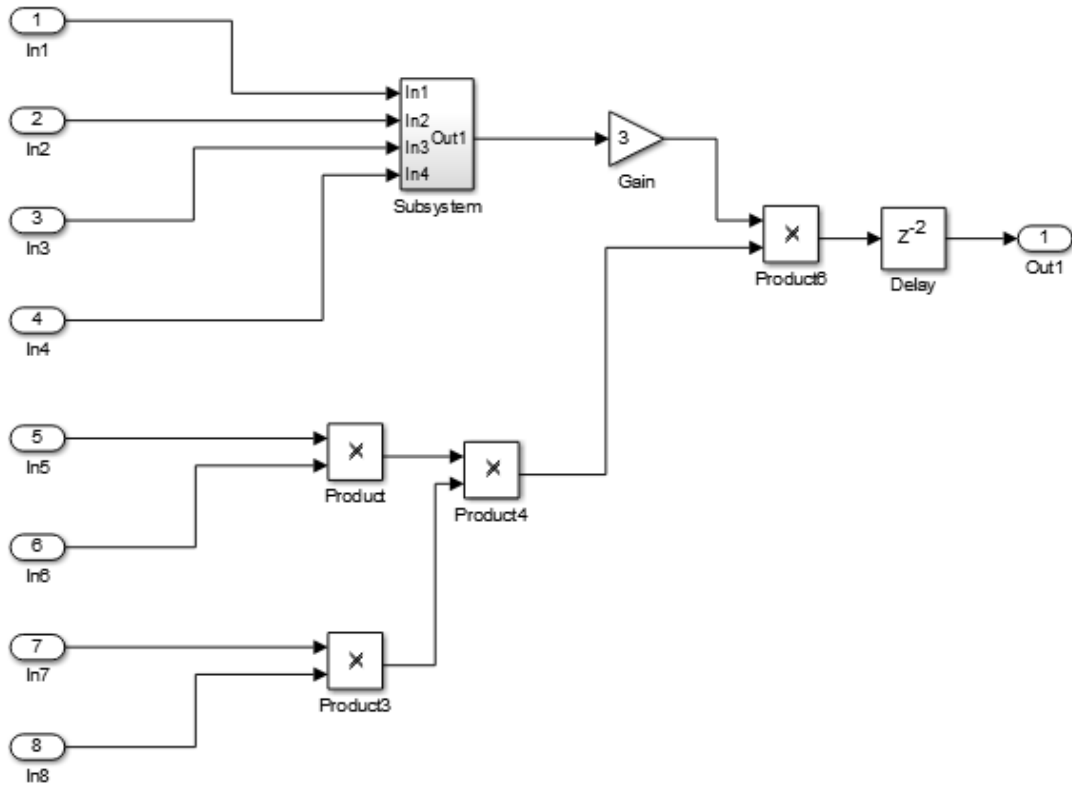 1
In1
2
In2
3
In3
4
In4
In1
In2
In3
In4
Out1
Subsystem
3
Gain
×
Product6
Z-2
Delay
1
Out1
5
In5
6
In6
×
Product
×
Product4
7
In7
8
In8
×
Product3